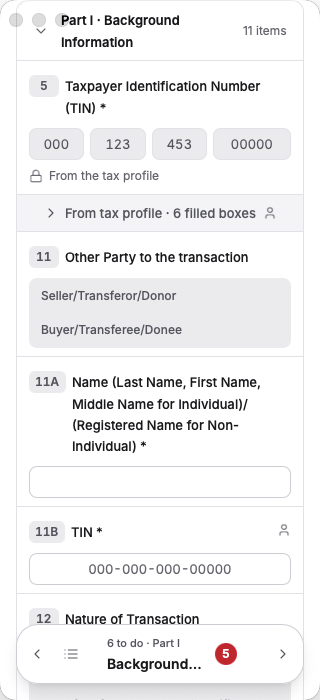 Part I · Background
Information
11 items
5
Taxpayer Identification Number
(TIN) *
000
123
453
00000
From the tax profile
From tax profile · 6 filled boxes
11
Other Party to the transaction
Seller/Transferor/Donor
Buyer/Transferee/Donee
11A
Name (Last Name, First Name,
Middle Name for Individual)/
(Registered Name for Non-
Individual) *
11B
TIN *
000-000-000-00000
12
Nature of Transaction
6 to do · Part I
Background...
5